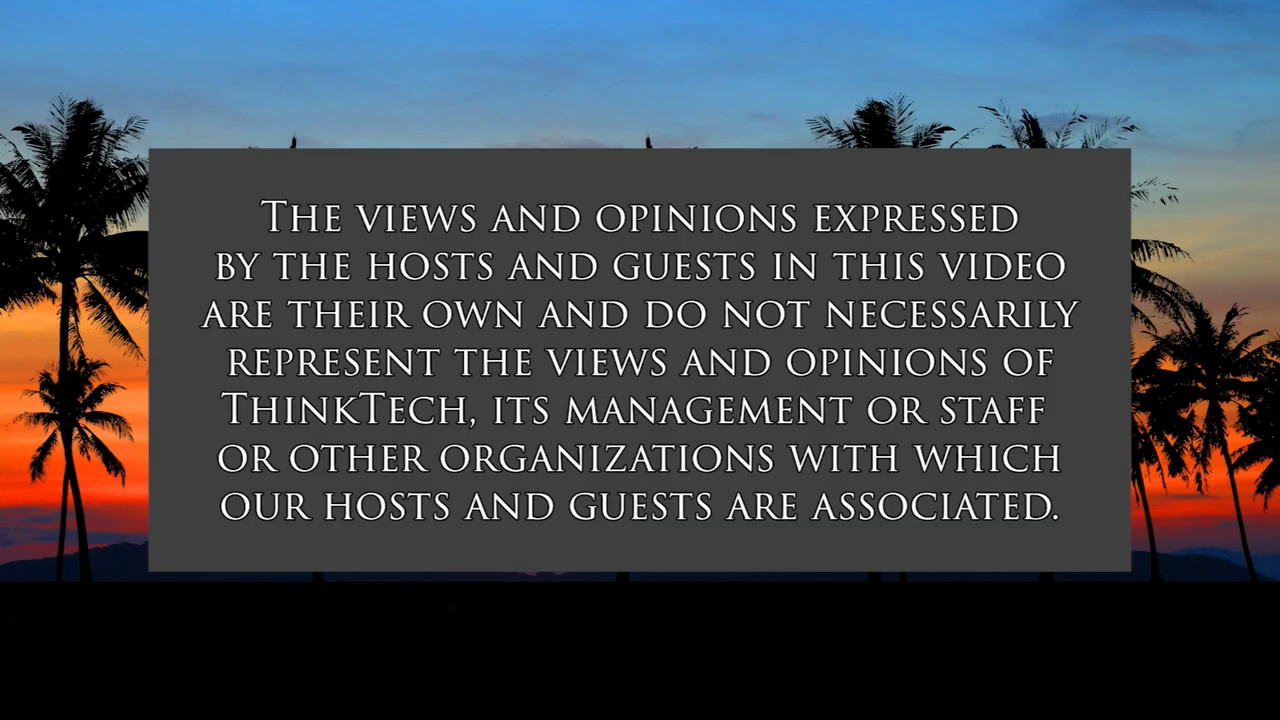 The views and opinions expressed
by the hosts and guests in this video
are their own and do not necessarily
represent the views and opinions of
ThinkTech, its management or staff
or other organizations with which
our hosts and guests are associated.